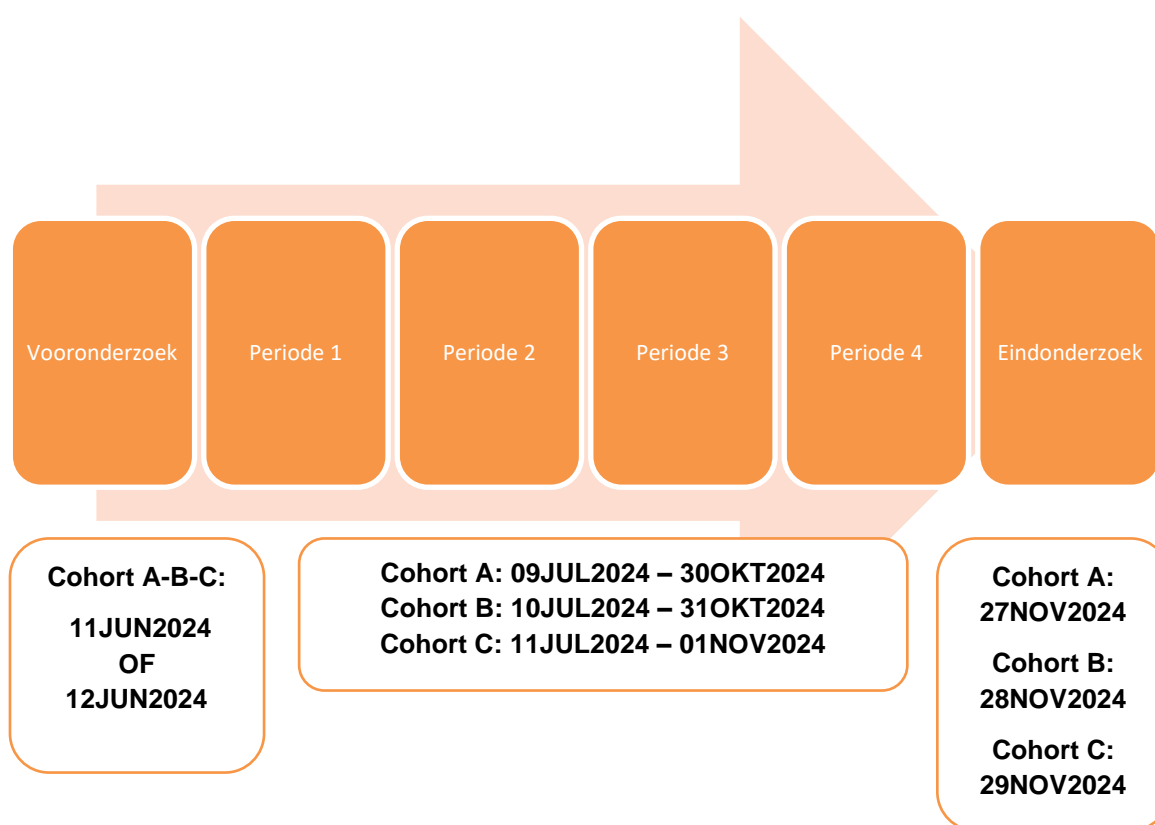 Vooronderzoek
Periode 1
Periode 2
Periode 3
Periode 4
Eindonderzoek
Cohort A-B-C:
11JUN2024
OF
12JUN2024
Cohort A: 09JUL2024 – 30OKT2024
Cohort B: 10JUL2024 – 31OKT2024
Cohort C: 11JUL2024 – 01NOV2024
Cohort A:
27NOV2024
Cohort B:
28NOV2024
Cohort C:
29NOV2024